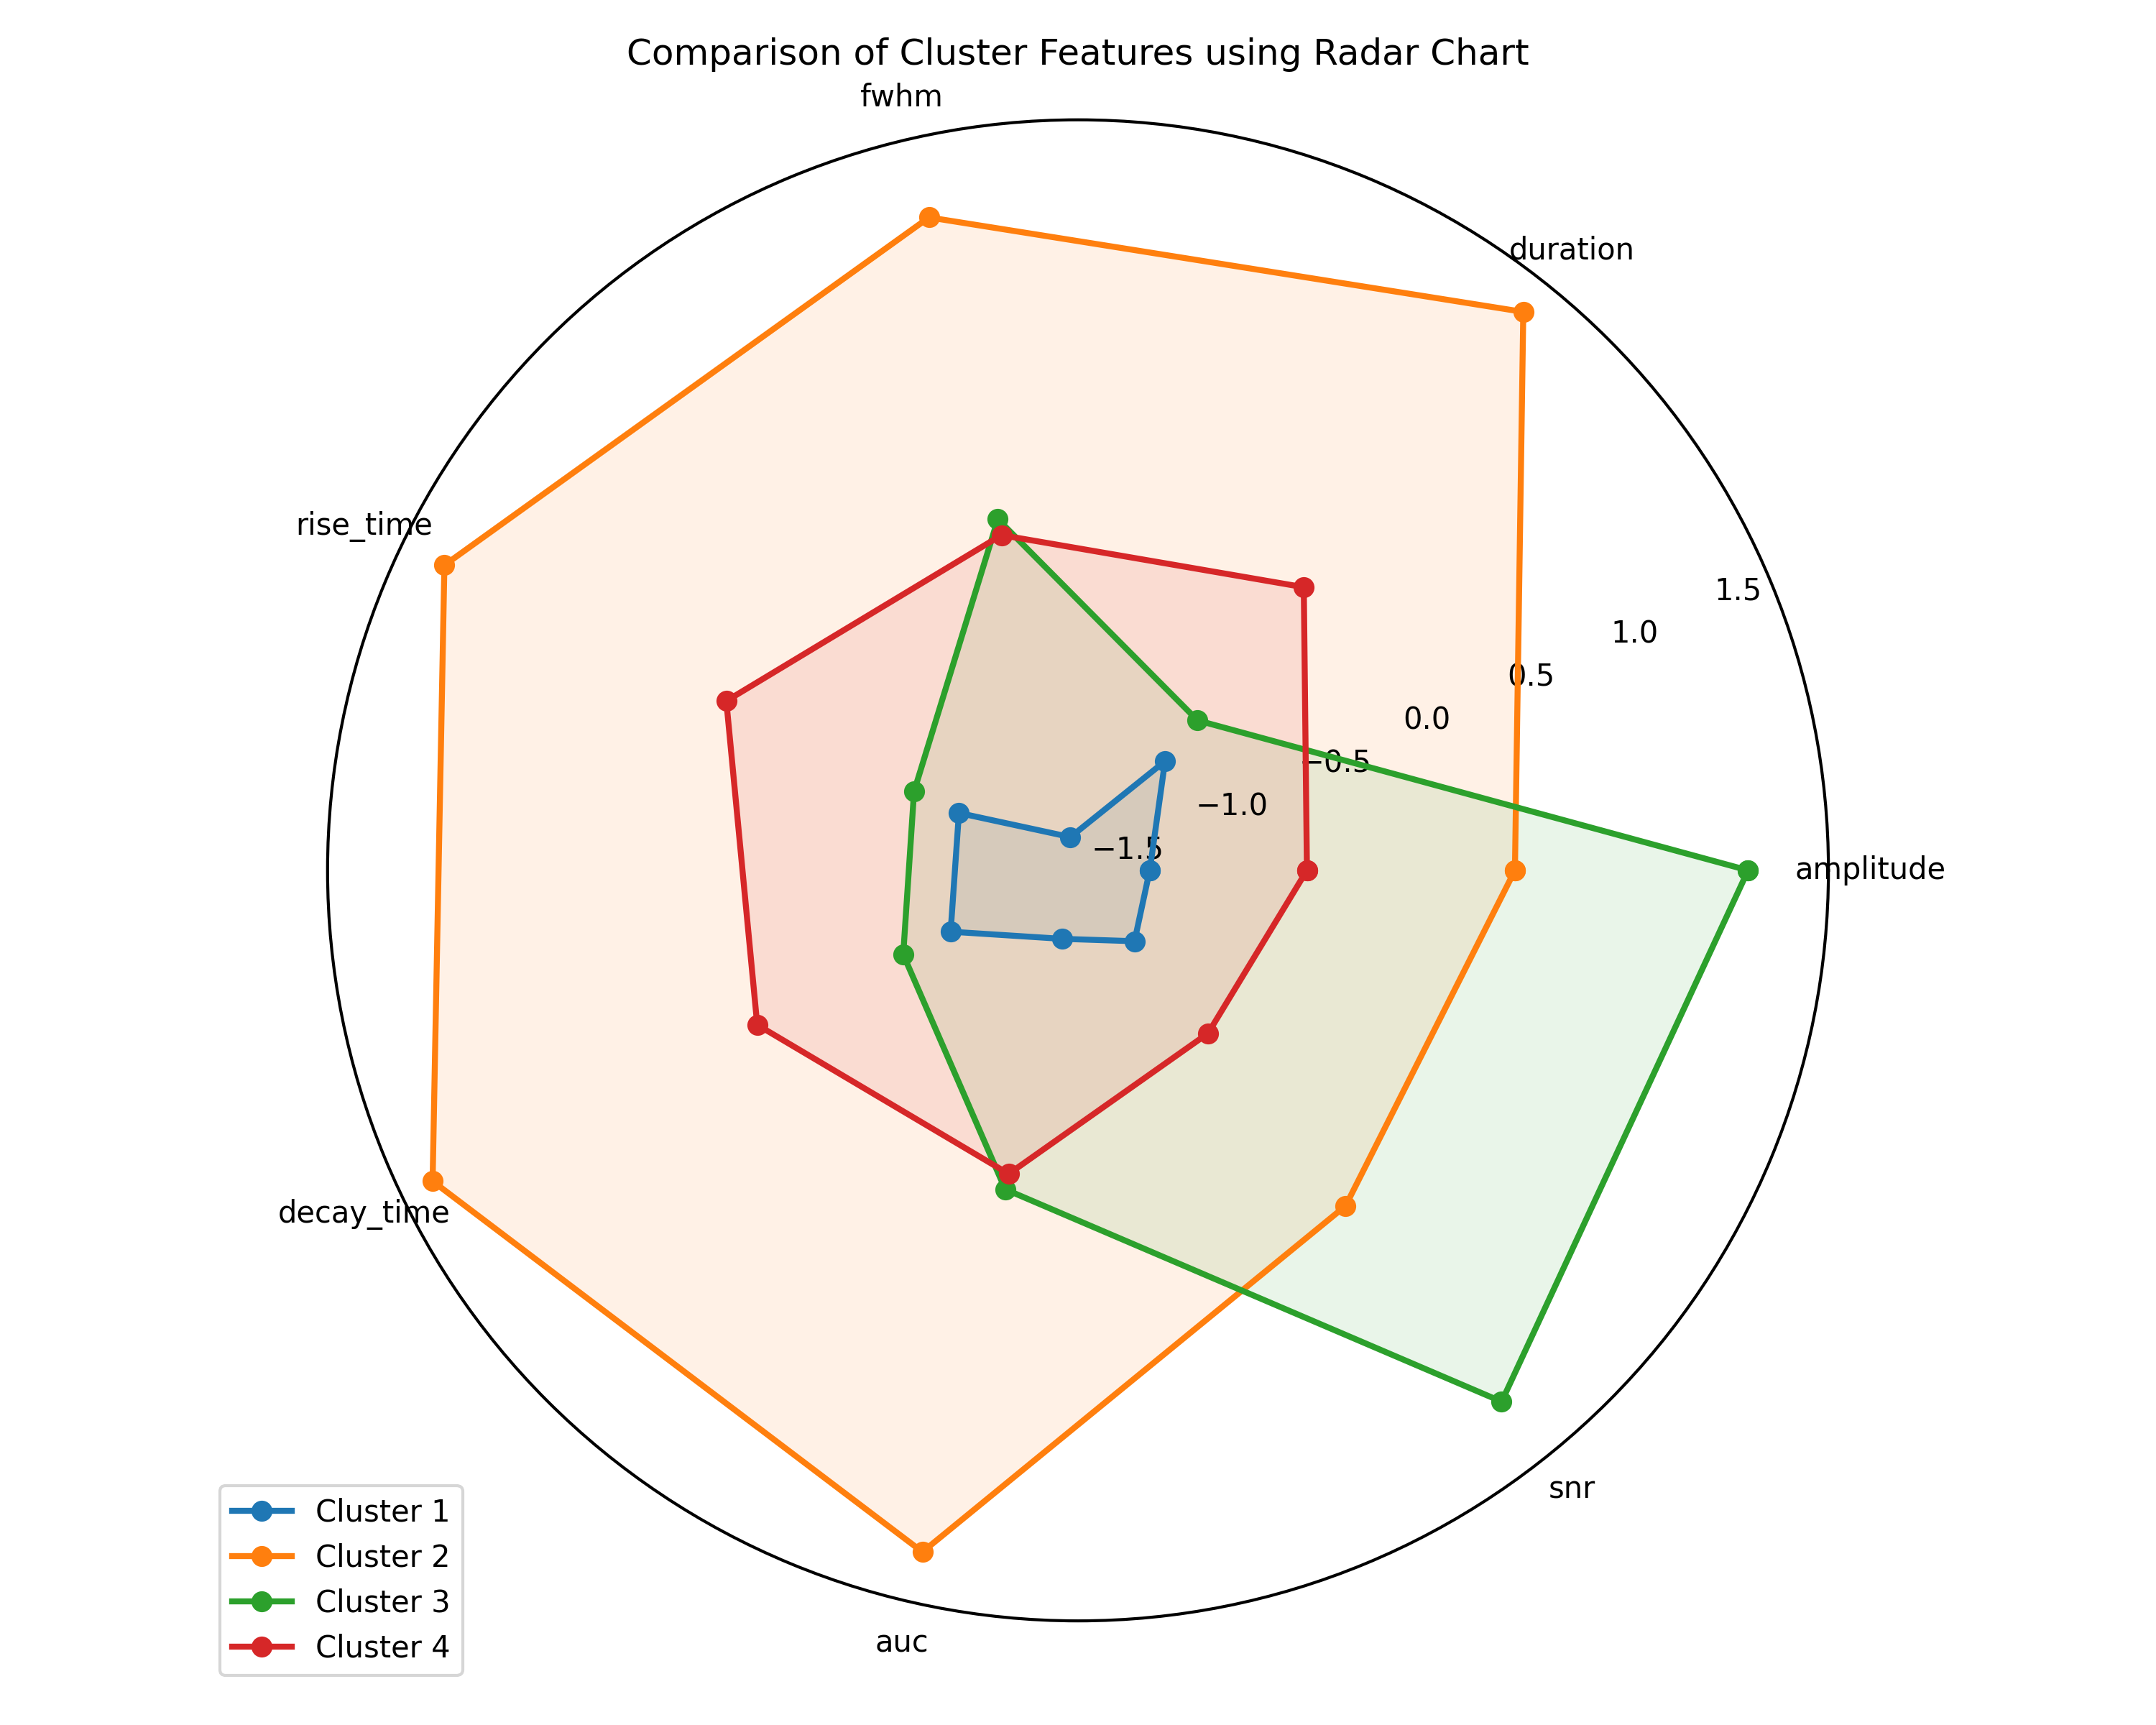 Comparison of Cluster Features using Radar Chart
fwhm
duration
rise_time
1.5
1.0
0.5
0.0
−0.5
−1.0
−1.5
amplitude
decay_time
snr
auc
Cluster 1
Cluster 2
Cluster 3
Cluster 4